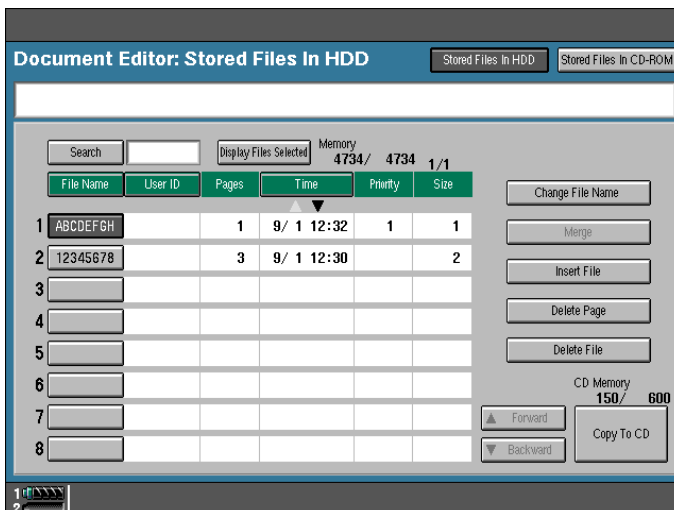 Document Editor: Stored Files In HDD Stored Files In HDD Stored Files In CD-ROM
Search Display Files Selected Memory 4734/ 4734 1/1
File Name User ID Pages Time Priority Size
1 ABCDEFGH 1 9/ 1 12:32 1 1
2 12345678 3 9/ 1 12:30 2
3
4
5
6
7
8
Change File Name
Merge
Insert File
Delete Page
Delete File
CD Memory
150/ 600
▲ Forward
▼ Backward
Copy To CD
1
2